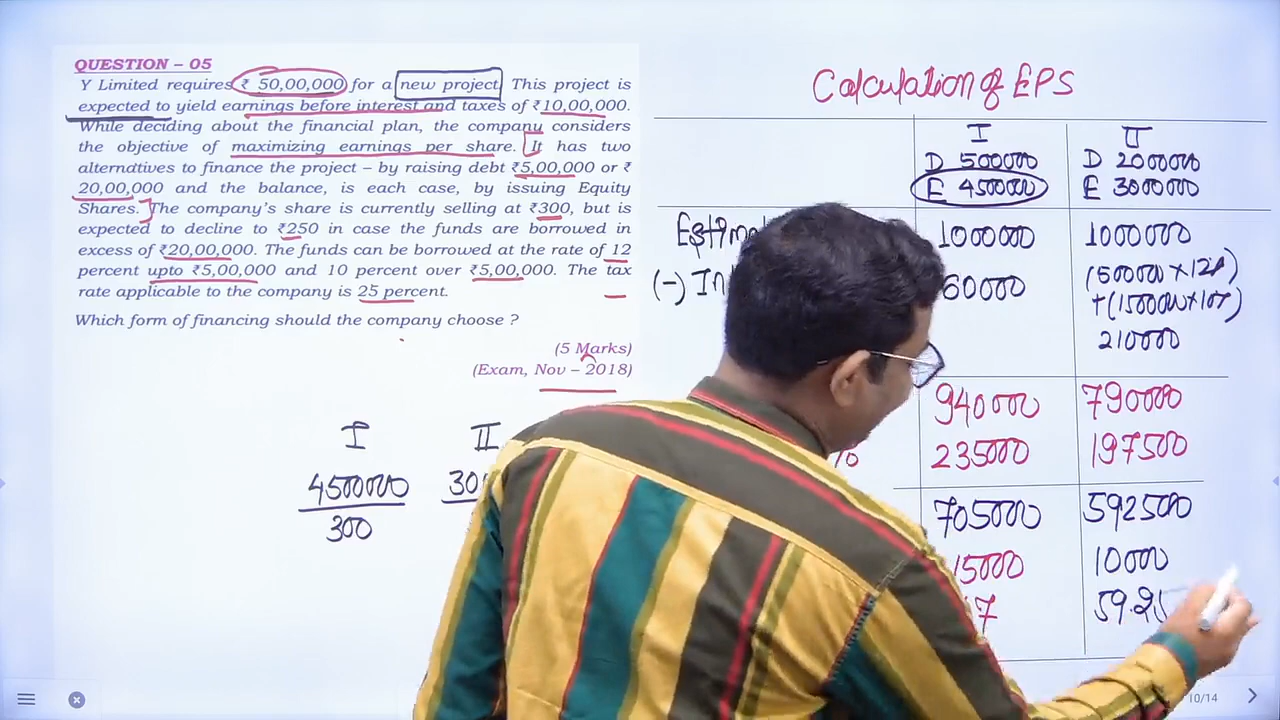 QUESTION – 05
Y Limited requires ₹ 50,00,000 for a new project. This project is
expected to yield earnings before interest and taxes of ₹10,00,000.
While deciding about the financial plan, the company considers
the objective of maximizing earnings per share. It has two
alternatives to finance the project – by raising debt ₹5,00,000 or ₹
20,00,000 and the balance, is each case, by issuing Equity
Shares. The company's share is currently selling at ₹300, but is
expected to decline to ₹250 in case the funds are borrowed in
excess of ₹20,00,000. The funds can be borrowed at the rate of 12
percent upto ₹5,00,000 and 10 percent over ₹5,00,000. The tax
rate applicable to the company is 25 percent.
Which form of financing should the company choose ?
(5 Marks)
(Exam, Nov – 2018)
I II
4500000 30
300
Calculation of EPS
I II
D 500000 D 2000000
E 4500000 E 3000000
1000000 1000000
(-) 60000 (500000 × 12%)
+(1500000×10%)
210000
940000 790000
% 235000 197500
705000 592500
15000 10000
7 59.2
10/14